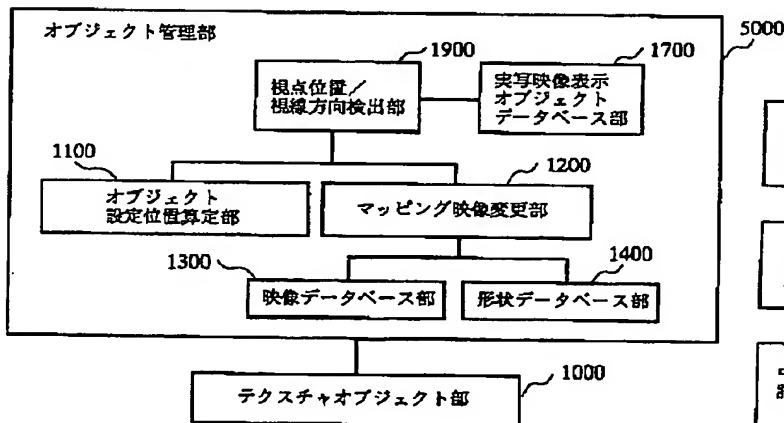 オブジェクト管理部
5000
1900
1700
視点位置／
視線方向検出部
実写映像表示
オブジェクト
データベース部
1100
1200
オブジェクト
設定位置算定部
マッピング映像変更部
1300
1400
映像データベース部
形状データベース部
1000
テクスチャオブジェクト部